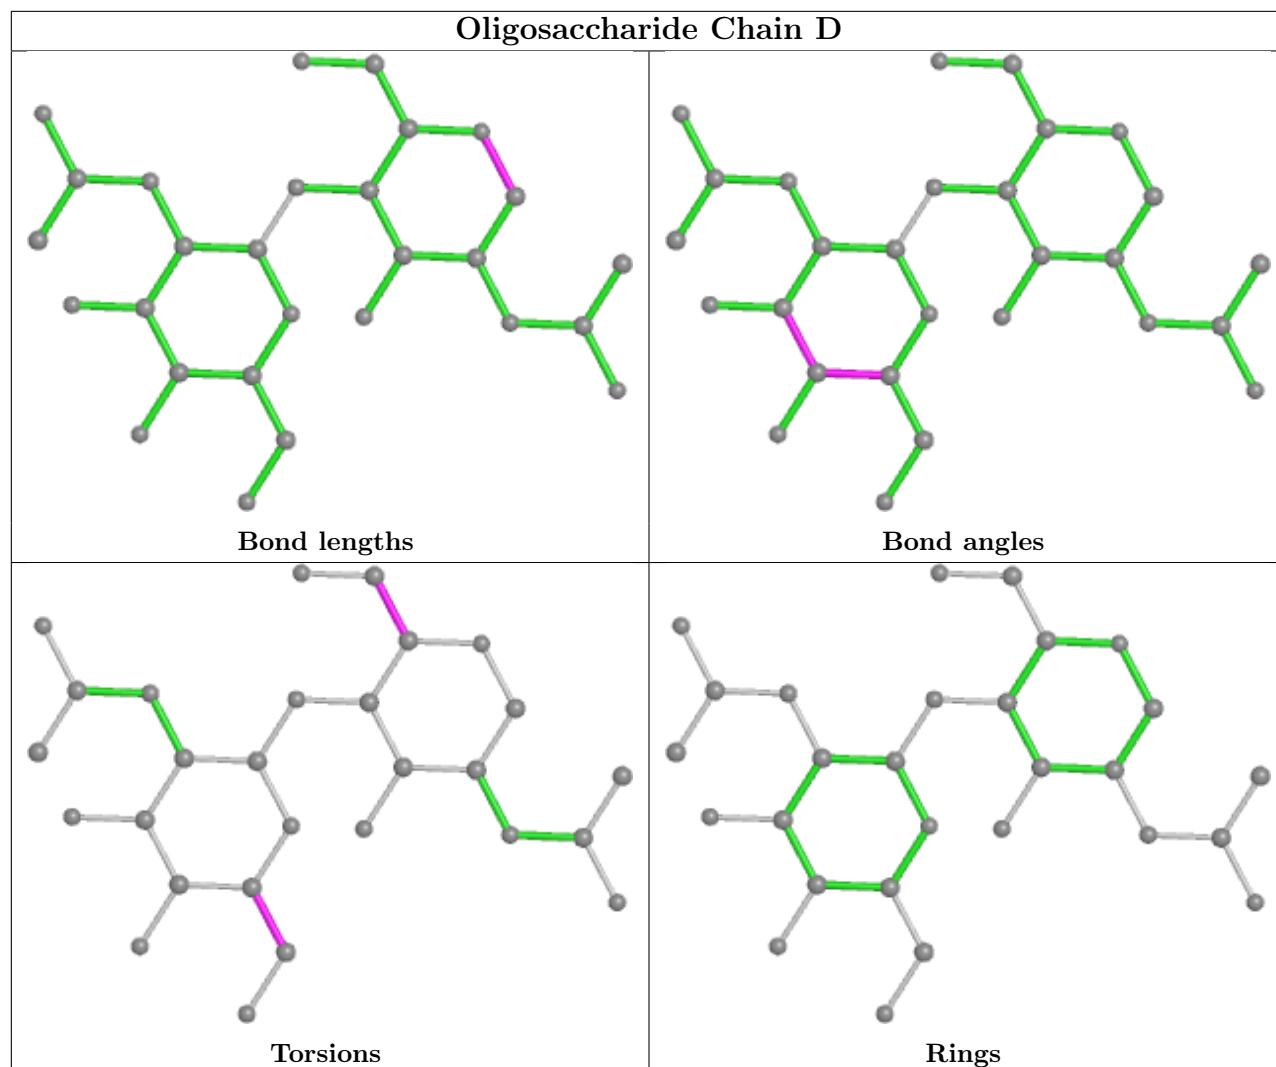 Oligosaccharide Chain D
Bond lengths
Bond angles
Torsions
Rings